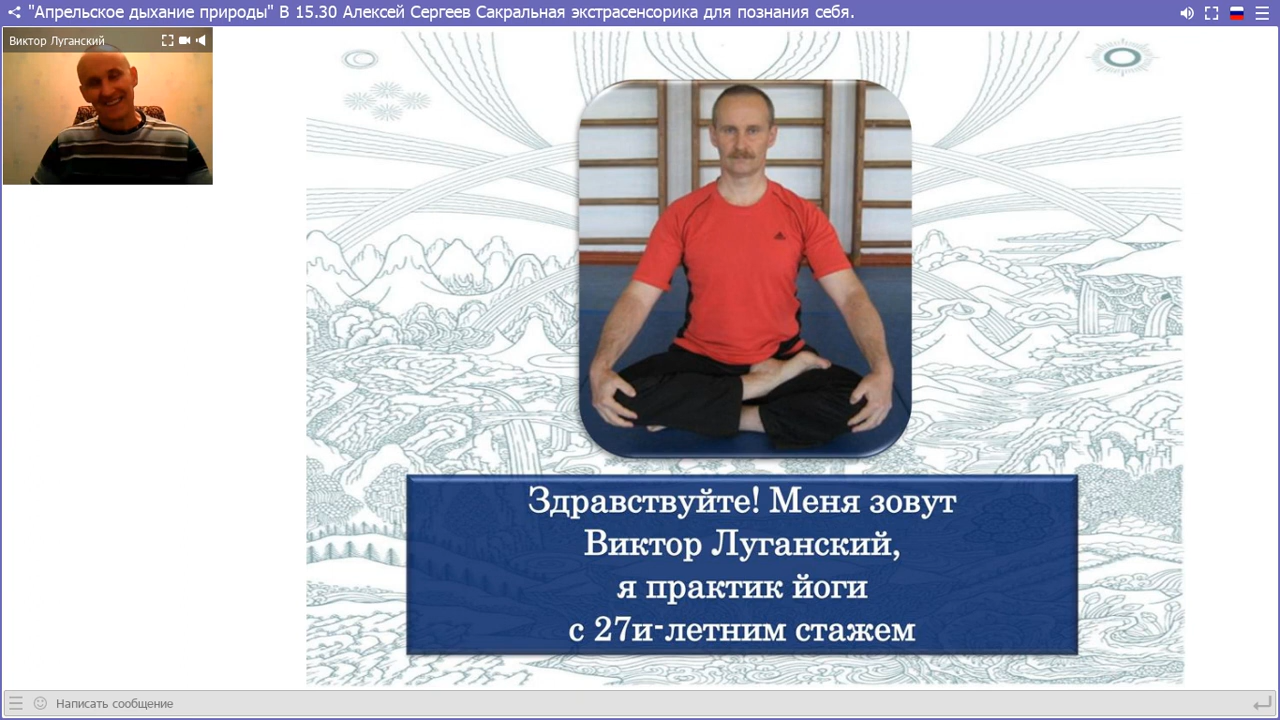 "Апрельское дыхание природы" В 15.30 Алексей Сергеев Сакральная экстрасенсорика для познания себя.
Виктор Луганский
Здравствуйте! Меня зовут
Виктор Луганский,
я практик йоги
с 27и-летним стажем
Написать сообщение